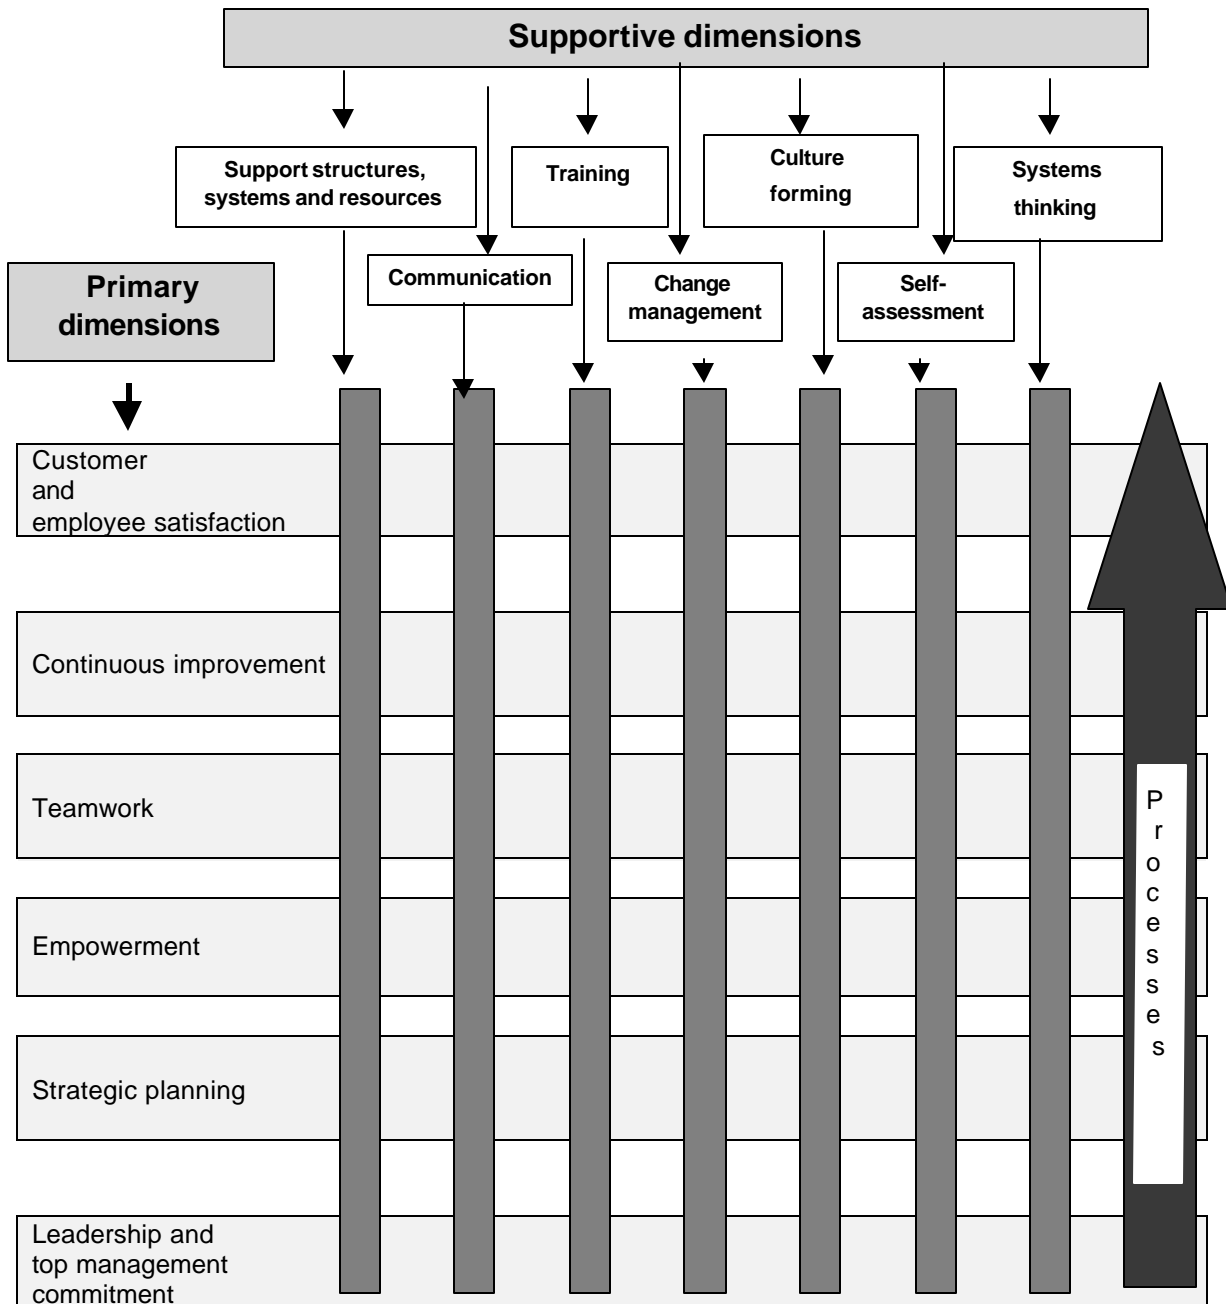 Supportive dimensions
Support structures,
systems and resources
Training
Culture
forming
Systems
thinking
Communication
Change
management
Self-
assessment
Primary
dimensions
Customer
and
employee satisfaction
Continuous improvement
Teamwork
Empowerment
Strategic planning
Leadership and
top management
commitment
Processes